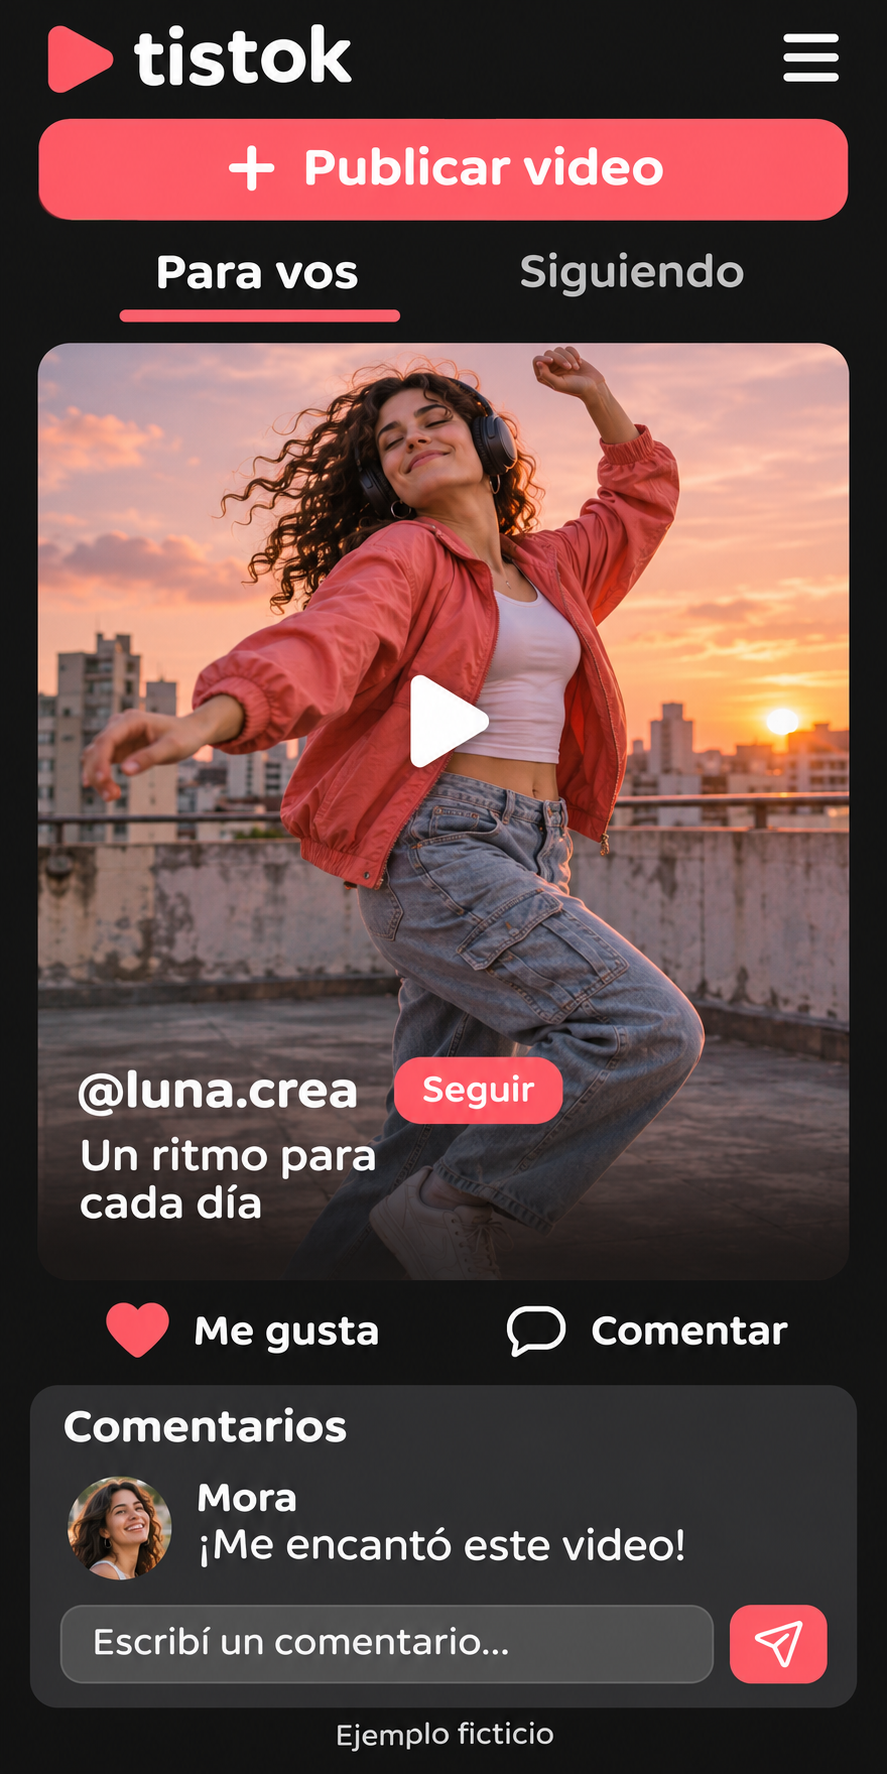 tistok
+ Publicar video
Para vos
Siguiendo
@luna.crea
Seguir
Un ritmo para
cada día
Me gusta
Comentar
Comentarios
Mora
¡Me encantó este video!
Escribí un comentario...
Ejemplo ficticio